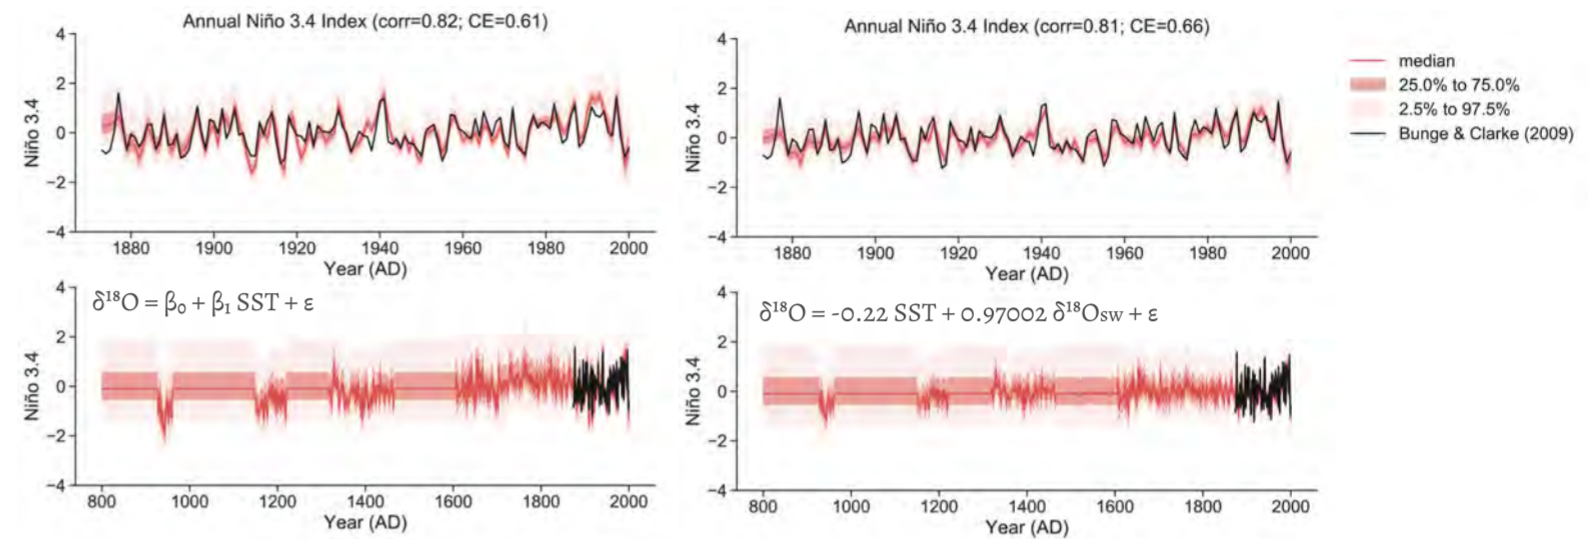 Annual Niño 3.4 Index (corr=0.82; CE=0.61)
4
2
0
−2
−4
Niño 3.4
1880 1900 1920 1940 1960 1980 2000
Year (AD)
Annual Niño 3.4 Index (corr=0.81; CE=0.66)
4
2
0
−2
−4
Niño 3.4
1880 1900 1920 1940 1960 1980 2000
Year (AD)
median
25.0% to 75.0%
2.5% to 97.5%
Bunge & Clarke (2009)
δ¹⁸O = β₀ + β₁ SST + ε
4
2
0
−2
−4
Niño 3.4
800 1000 1200 1400 1600 1800 2000
Year (AD)
δ¹⁸O = -0.22 SST + 0.97002 δ¹⁸Osw + ε
4
2
0
−2
−4
Niño 3.4
800 1000 1200 1400 1600 1800 2000
Year (AD)